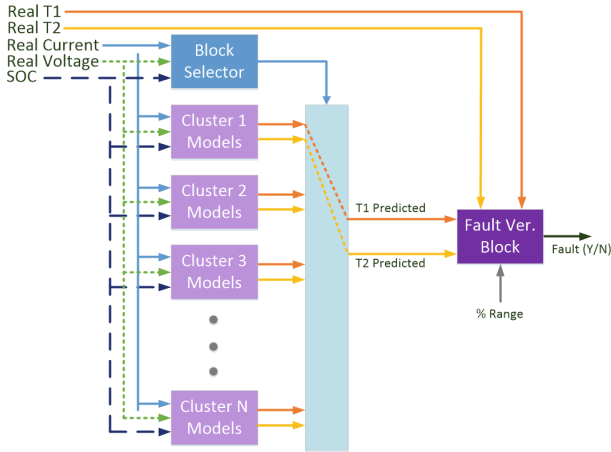 Real T1
Real T2
Real Current
Real Voltage
SOC
Block
Selector
Cluster 1
Models
Cluster 2
Models
Cluster 3
Models
Cluster N
Models
T1 Predicted
T2 Predicted
Fault Ver.
Block
Fault (Y/N)
% Range